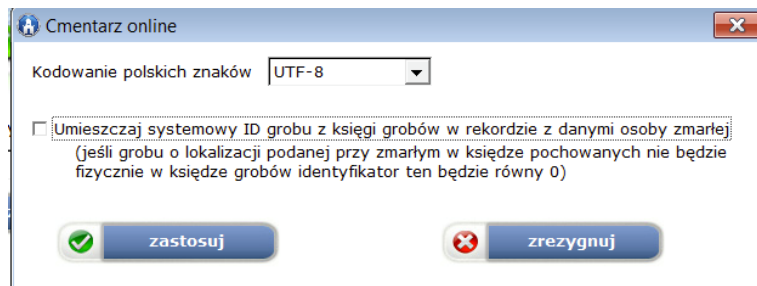 Cmentarz online
Kodowanie polskich znaków UTF-8
Umieszczaj systemowy ID grobu z księgi grobów w rekordzie z danymi osoby zmarłej
(jeśli grobu o lokalizacji podanej przy zmarłym w księdze pochowanych nie będzie
fizycznie w księdze grobów identyfikator ten będzie równy 0)
zastosuj zrezygnuj